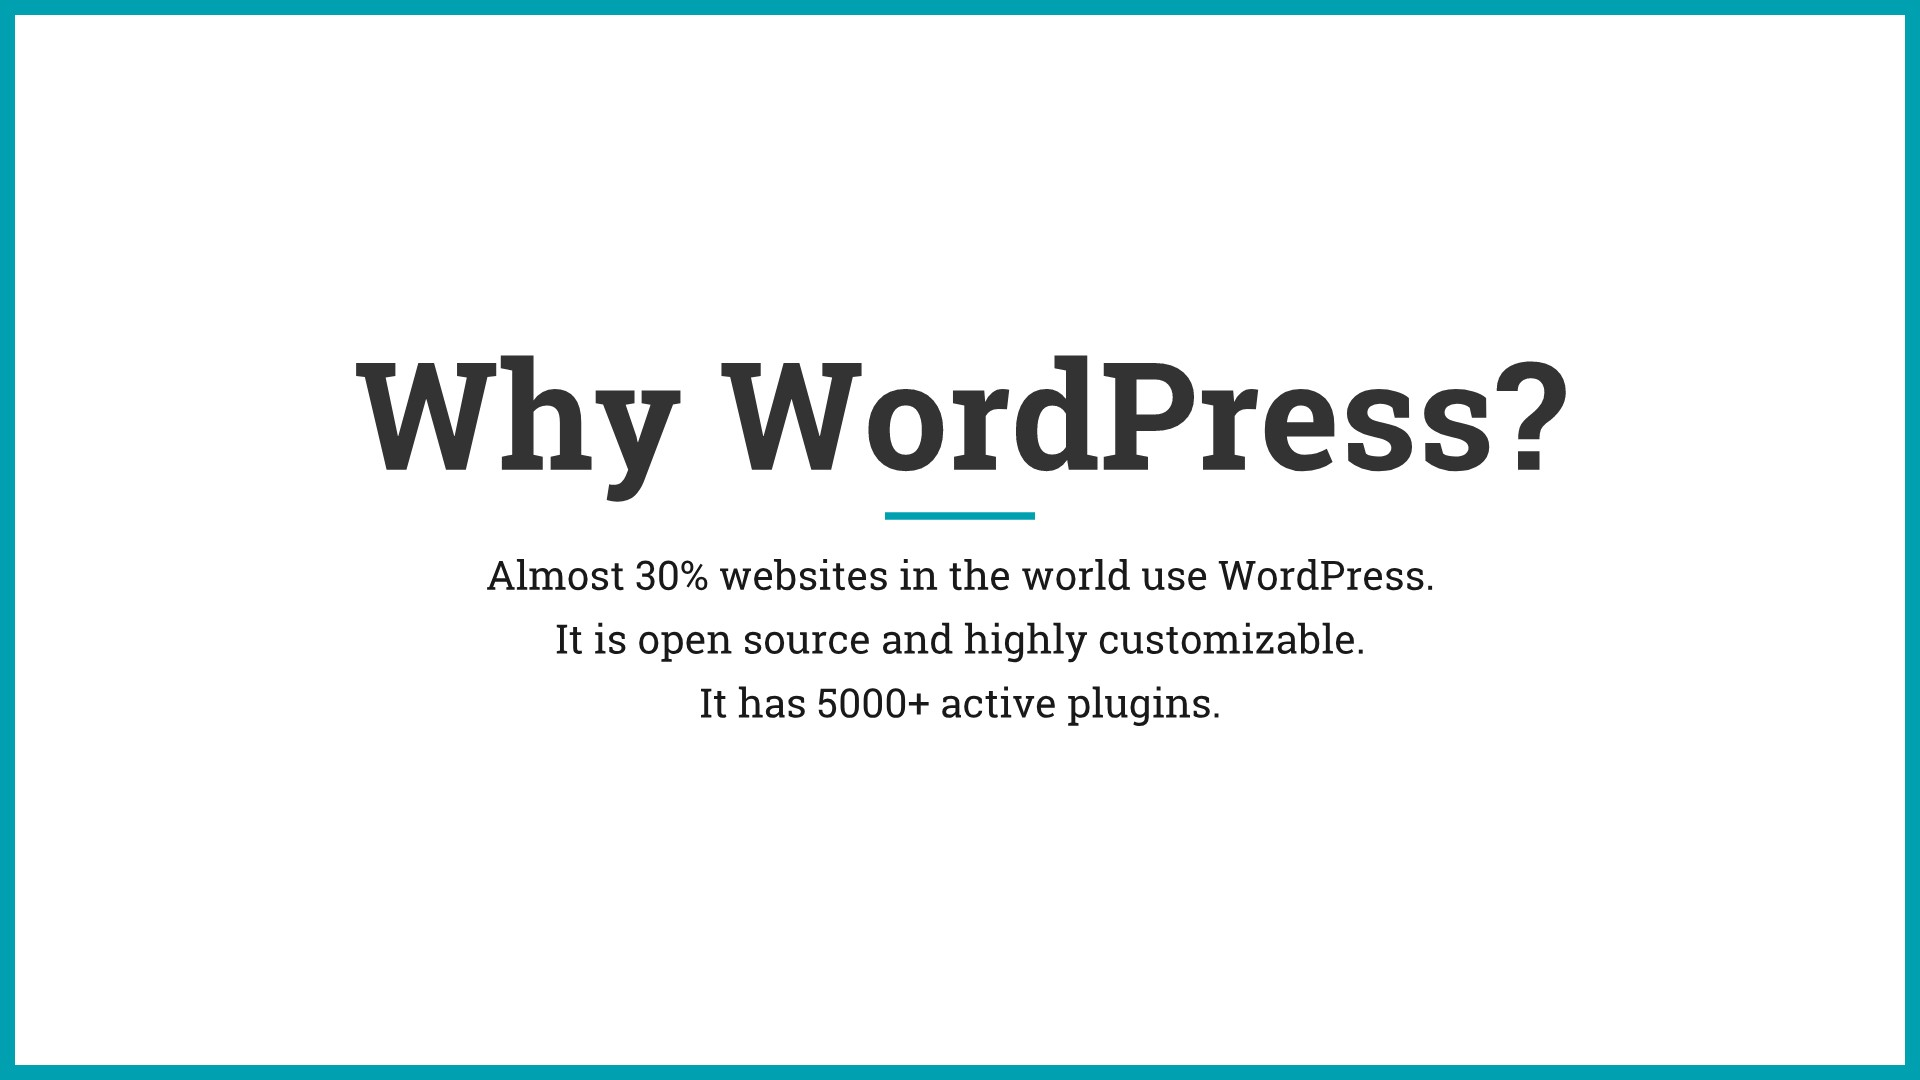 Why WordPress?
Almost 30% websites in the world use WordPress.
It is open source and highly customizable.
It has 5000+ active plugins.